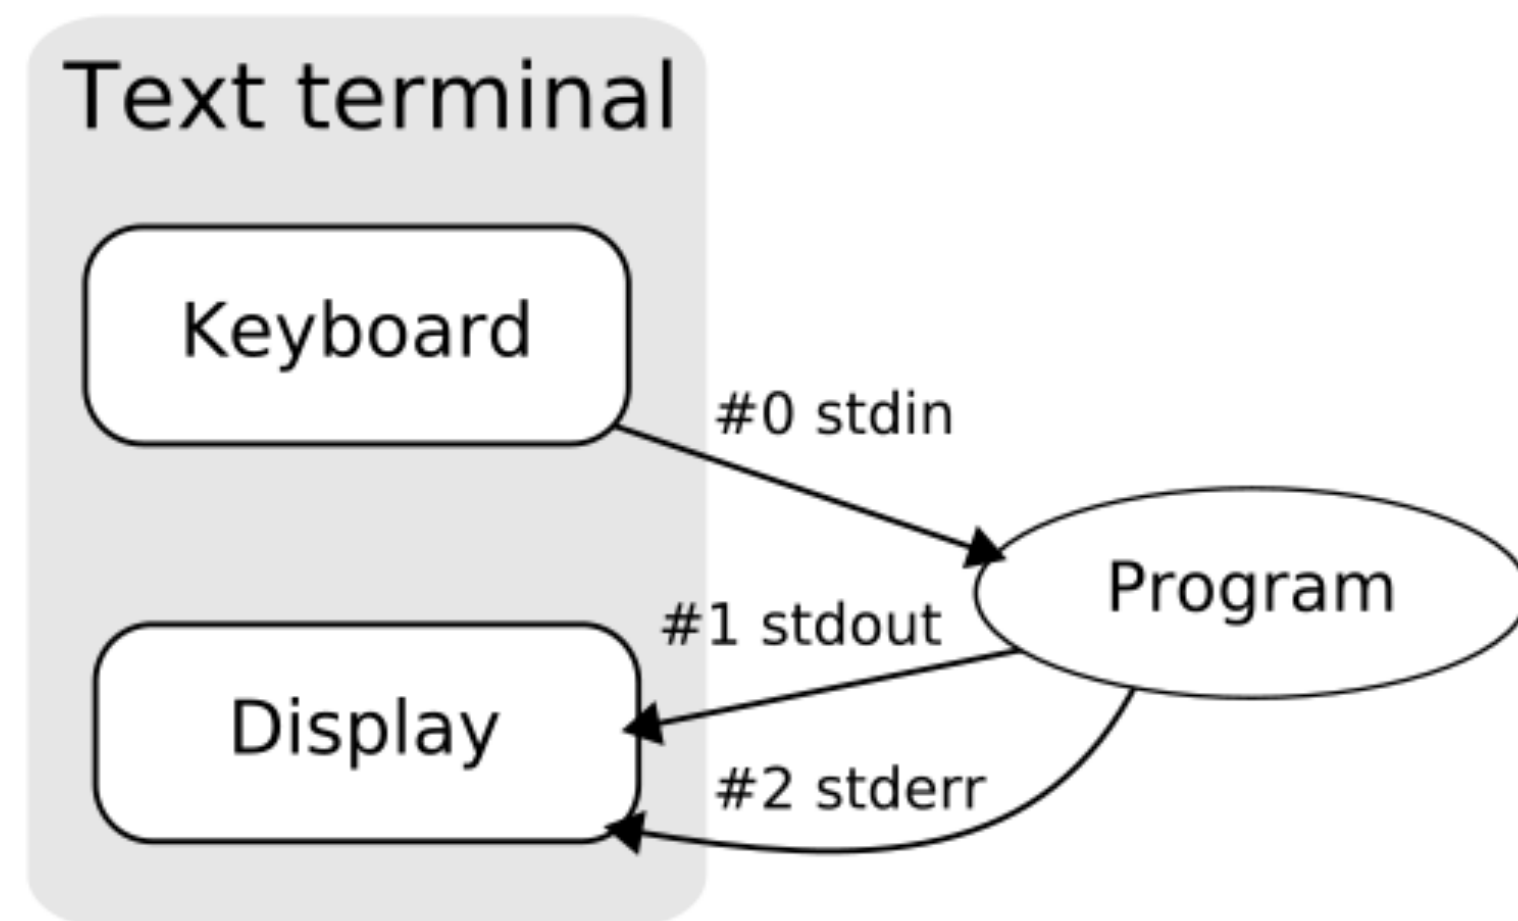 Text terminal
Keyboard
#0 stdin
Program
#1 stdout
Display
#2 stderr